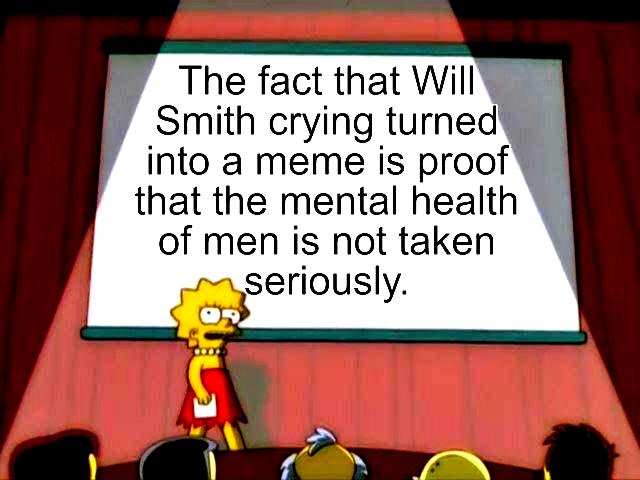 The fact that Will
Smith crying turned
into a meme is proof
that the mental health
of men is not taken
seriously.